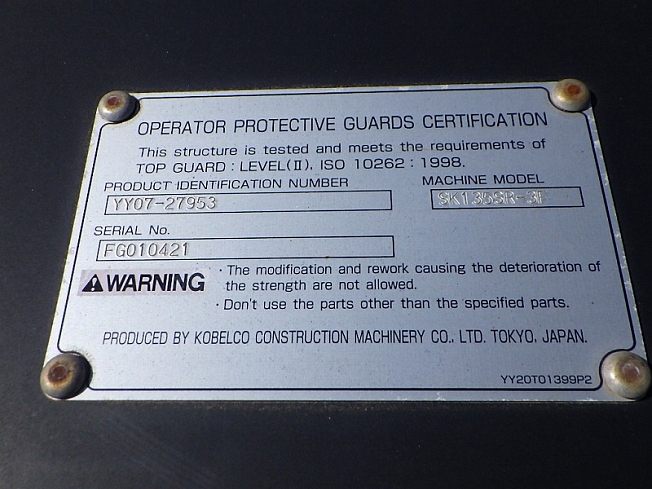 OPERATOR PROTECTIVE GUARDS CERTIFICATION
This structure is tested and meets the requirements of
TOP GUARD : LEVEL(II), ISO 10262 : 1998.
PRODUCT IDENTIFICATION NUMBER
YY07-27953
MACHINE MODEL
SK135SR-3F
SERIAL No.
FG010421
WARNING
· The modification and rework causing the deterioration of
the strength are not allowed.
· Don't use the parts other than the specified parts.
PRODUCED BY KOBELCO CONSTRUCTION MACHINERY CO., LTD. TOKYO, JAPAN.
YY20T01399P2